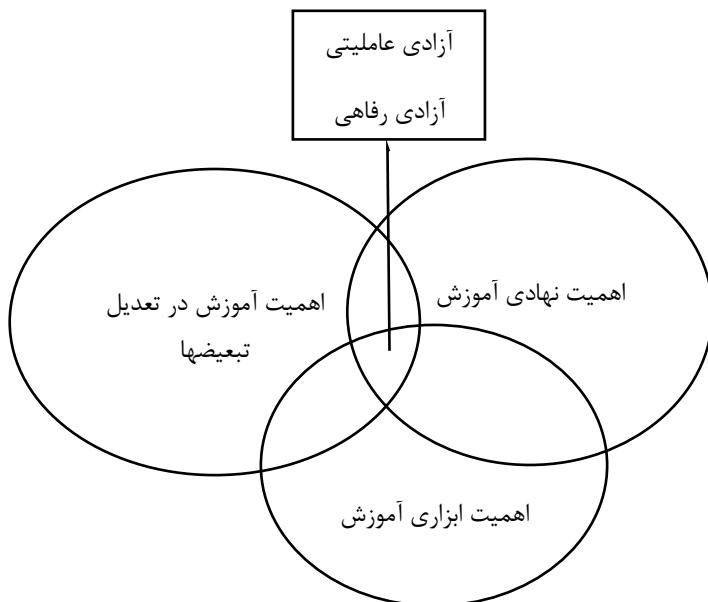 آزادی عاملیتی
آزادی رفاهی
اهمیت نهادی آموزش
اهمیت آموزش در تعدیل
تبعیضها
اهمیت ابزاری آموزش